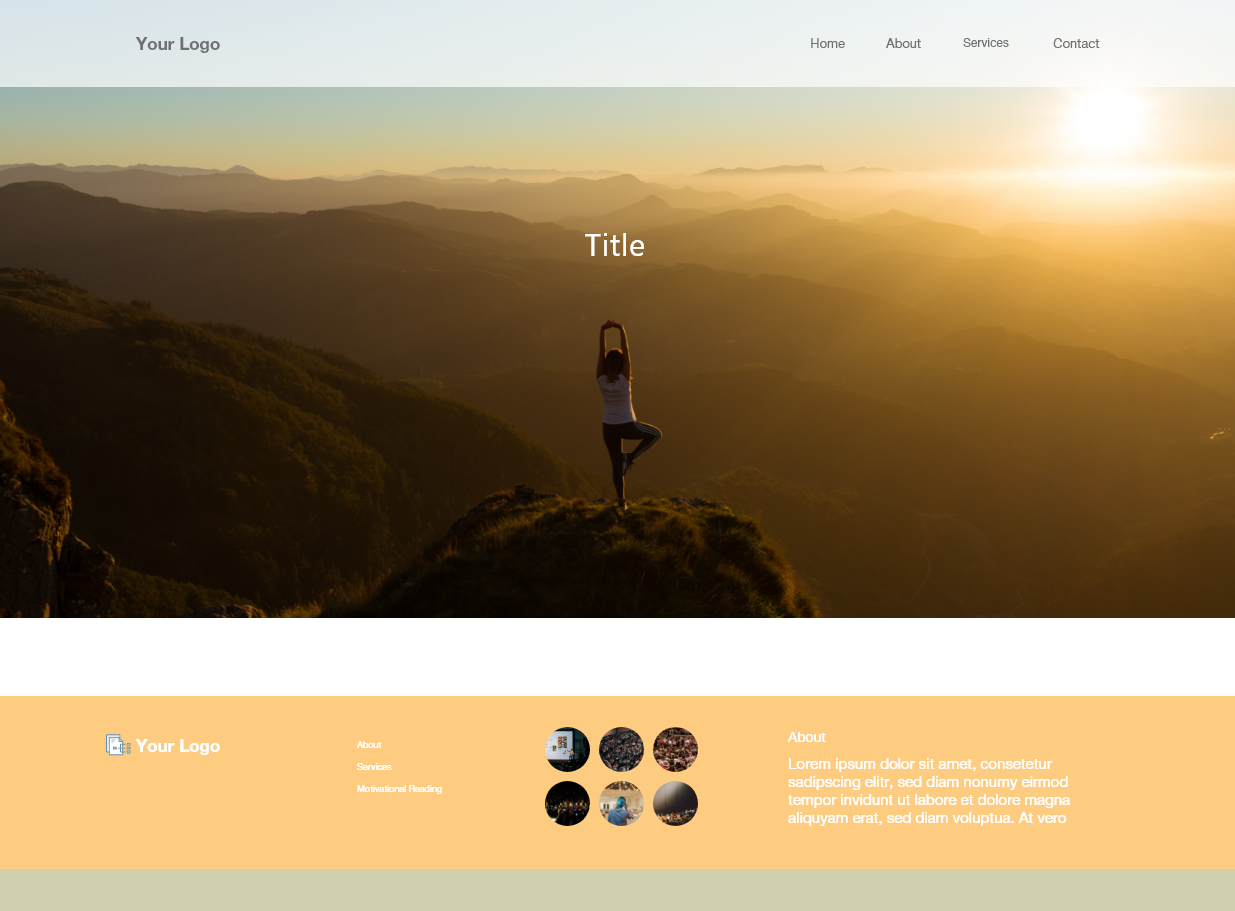 Your Logo
Home About Services Contact
Title
Your Logo
About
Services
Motivational Reading
About
Lorem ipsum dolor sit amet, consetetur
sadipscing elitr, sed diam nonumy eirmod
tempor invidunt ut labore et dolore magna
aliquyam erat, sed diam voluptua. At vero